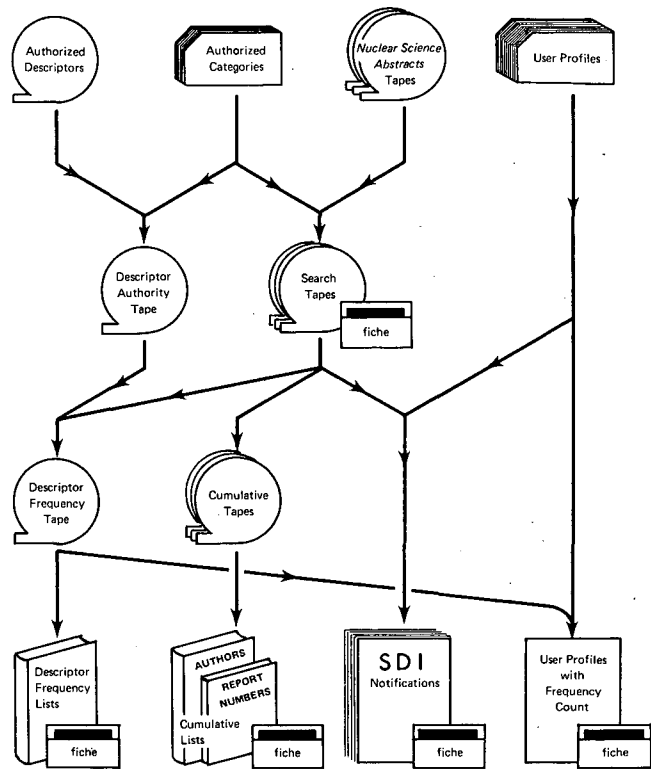 Authorized
Descriptors
Authorized
Categories
Nuclear Science
Abstracts
Tapes
User Profiles
Descriptor
Authority
Tape
Search
Tapes
fiche
Descriptor
Frequency
Tape
Cumulative
Tapes
Descriptor
Frequency
Lists
fiche
AUTHORS
REPORT
NUMBERS
Cumulative
Lists
fiche
SDI
Notifications
fiche
User Profiles
with
Frequency
Count
fiche